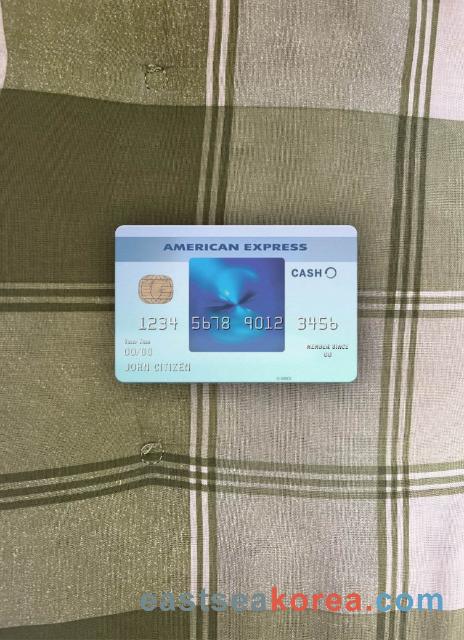 AMERICAN EXPRESS
CASH
1234 5678 9012 3456
MEMBER SINCE
00/00 00
JOHN CITIZEN
eastseakorea.com